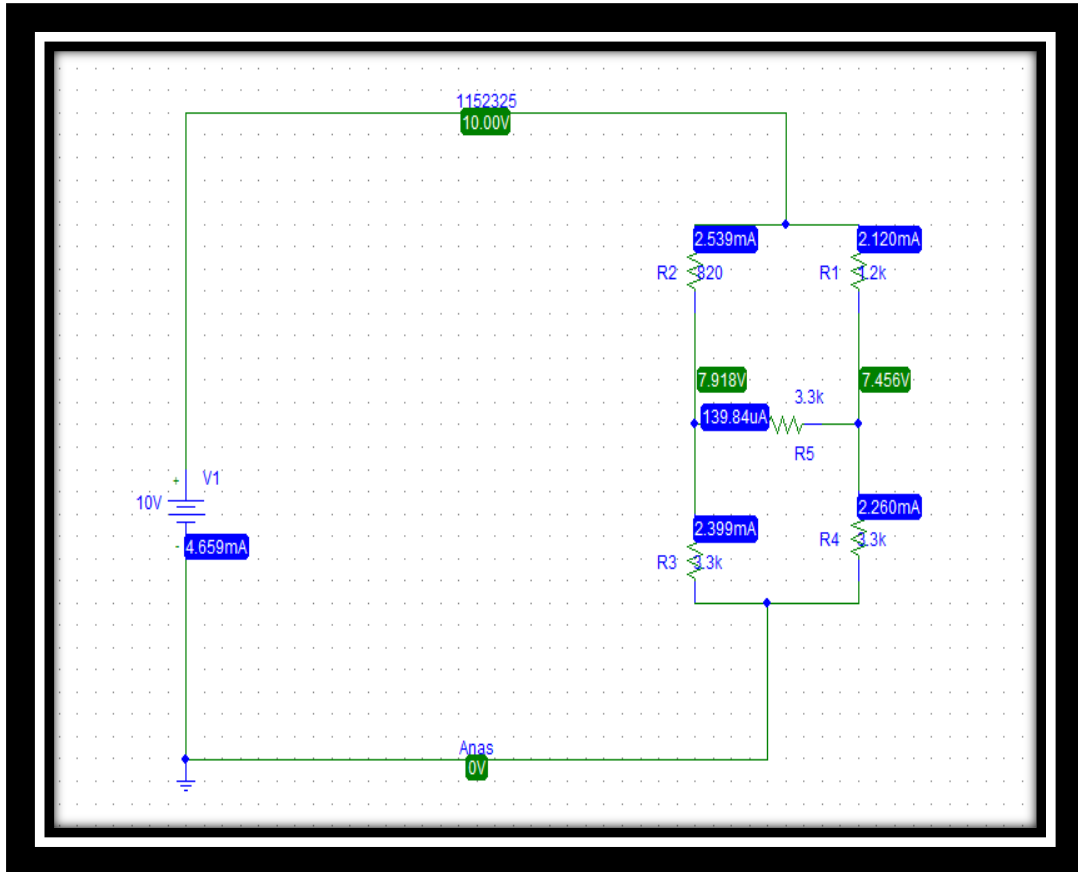 1152325
10.00V
2.539mA
2.120mA
R2 820
R1 1.2k
7.918V
7.456V
3.3k
139.84uA
R5
+ V1
10V
2.260mA
2.399mA
R4 3.3k
- 4.659mA
R3 3.3k
Anas
0V